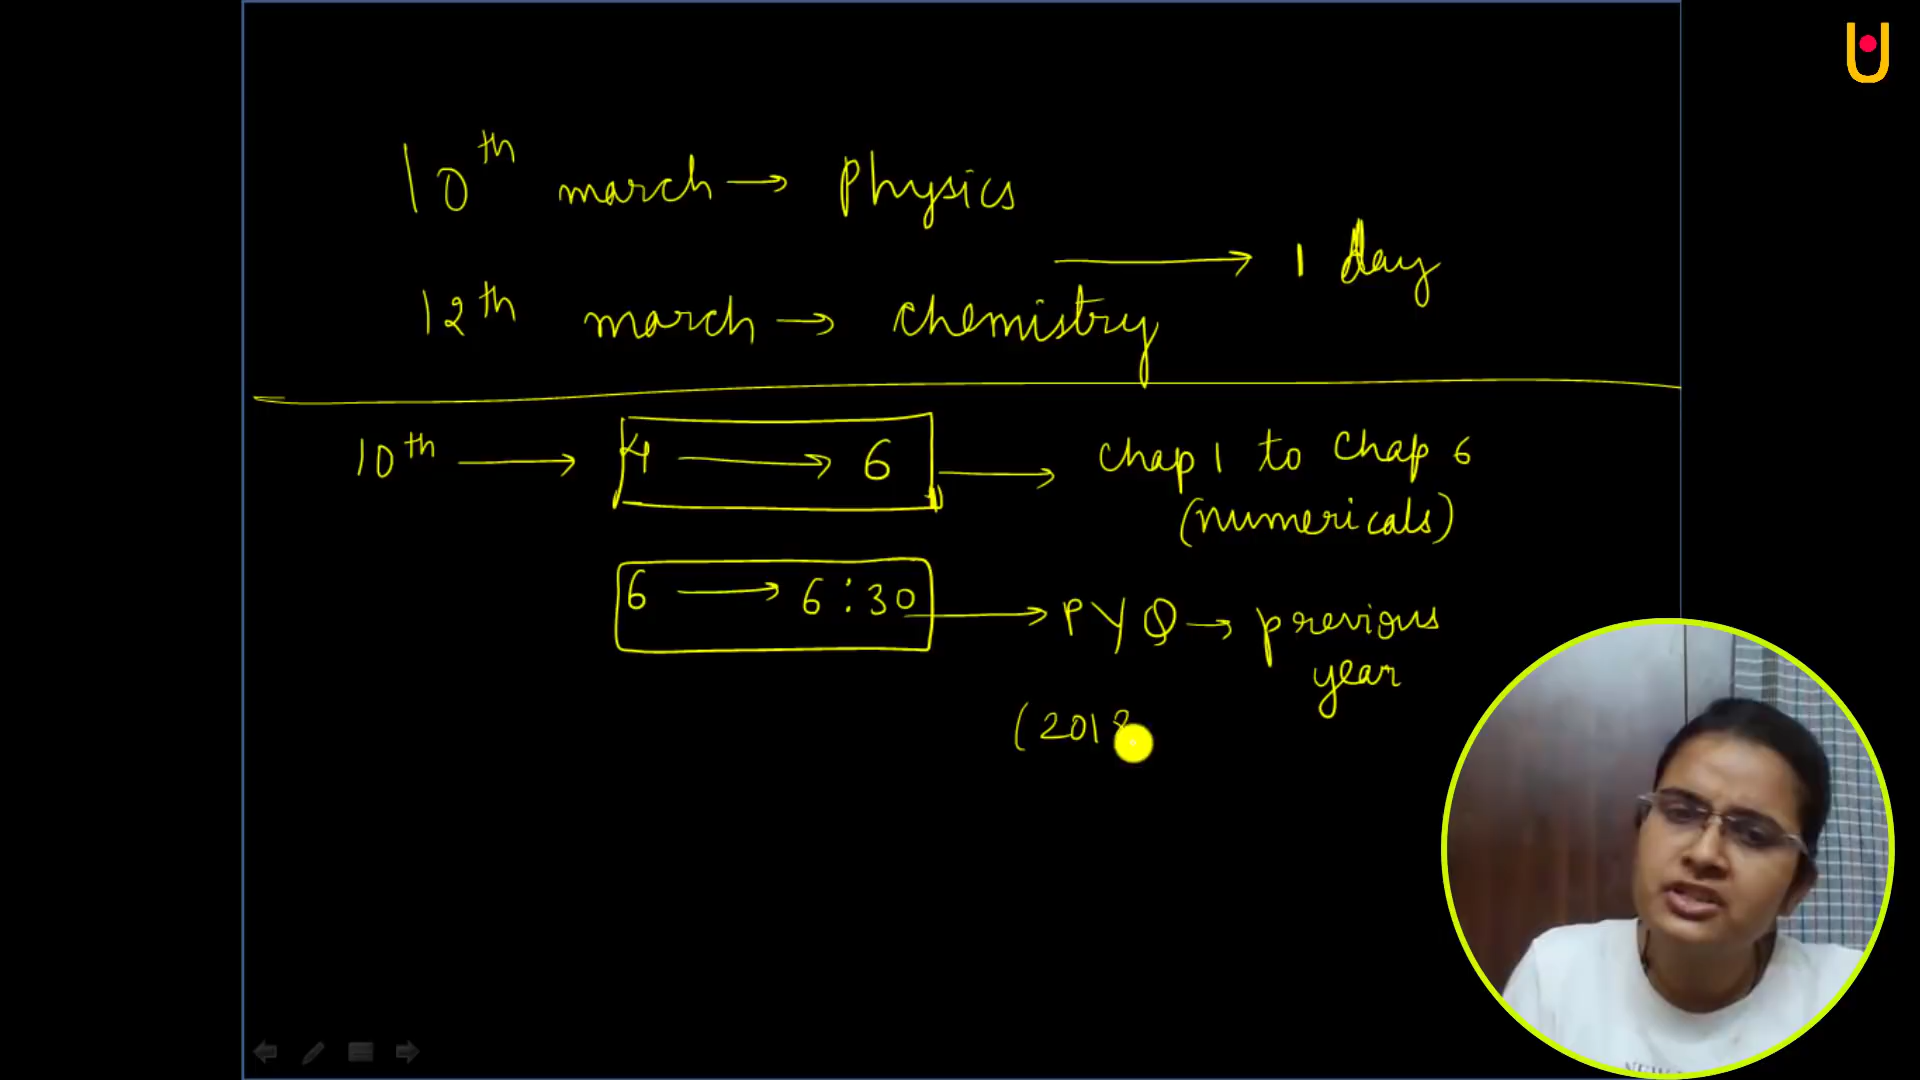 10th march → Physics
→ 1 day
12th march → chemistry
10th → 4 → 6 → chap 1 to chap 6
(numericals)
6 → 6:30 → PYQ → previous
year
(2018